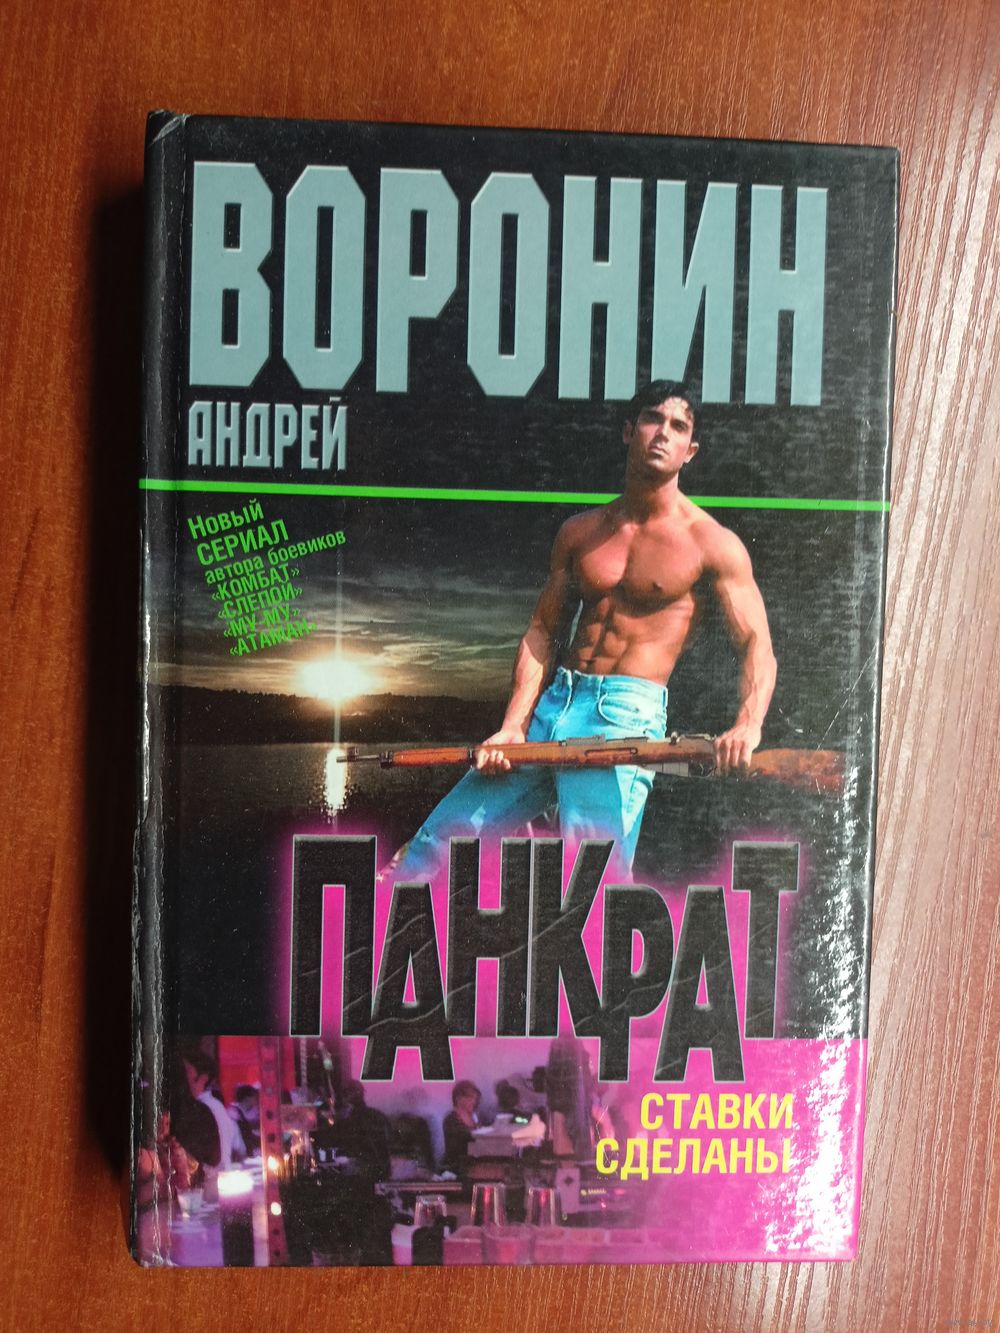 ВОРОНИН
АНДРЕЙ
Новый
СЕРИАЛ
автора боевиков
«КОМБАТ»
«СЛЕПОЙ»
«МУ-МУ»
«АТАМАН»
ПАНКРАТ
СТАВКИ
СДЕЛАНЫ